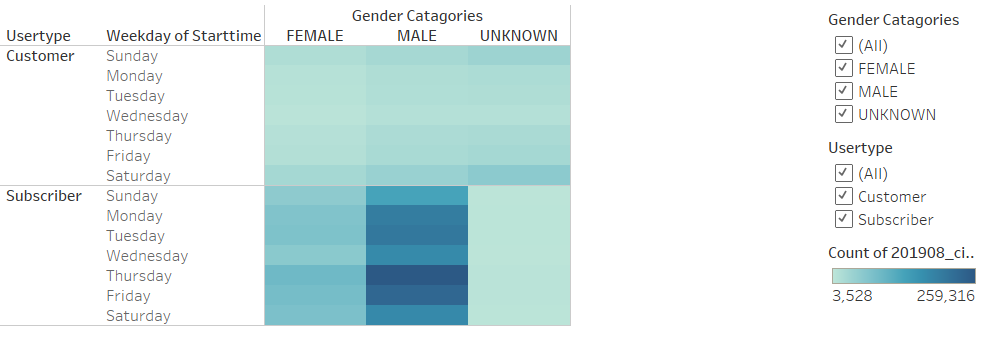 Gender Catagories
Usertype Weekday of Starttime FEMALE MALE UNKNOWN
Customer Sunday
Monday
Tuesday
Wednesday
Thursday
Friday
Saturday
Subscriber Sunday
Monday
Tuesday
Wednesday
Thursday
Friday
Saturday
Gender Catagories
(All)
FEMALE
MALE
UNKNOWN
Usertype
(All)
Customer
Subscriber
Count of 201908_ci..
3,528 259,316